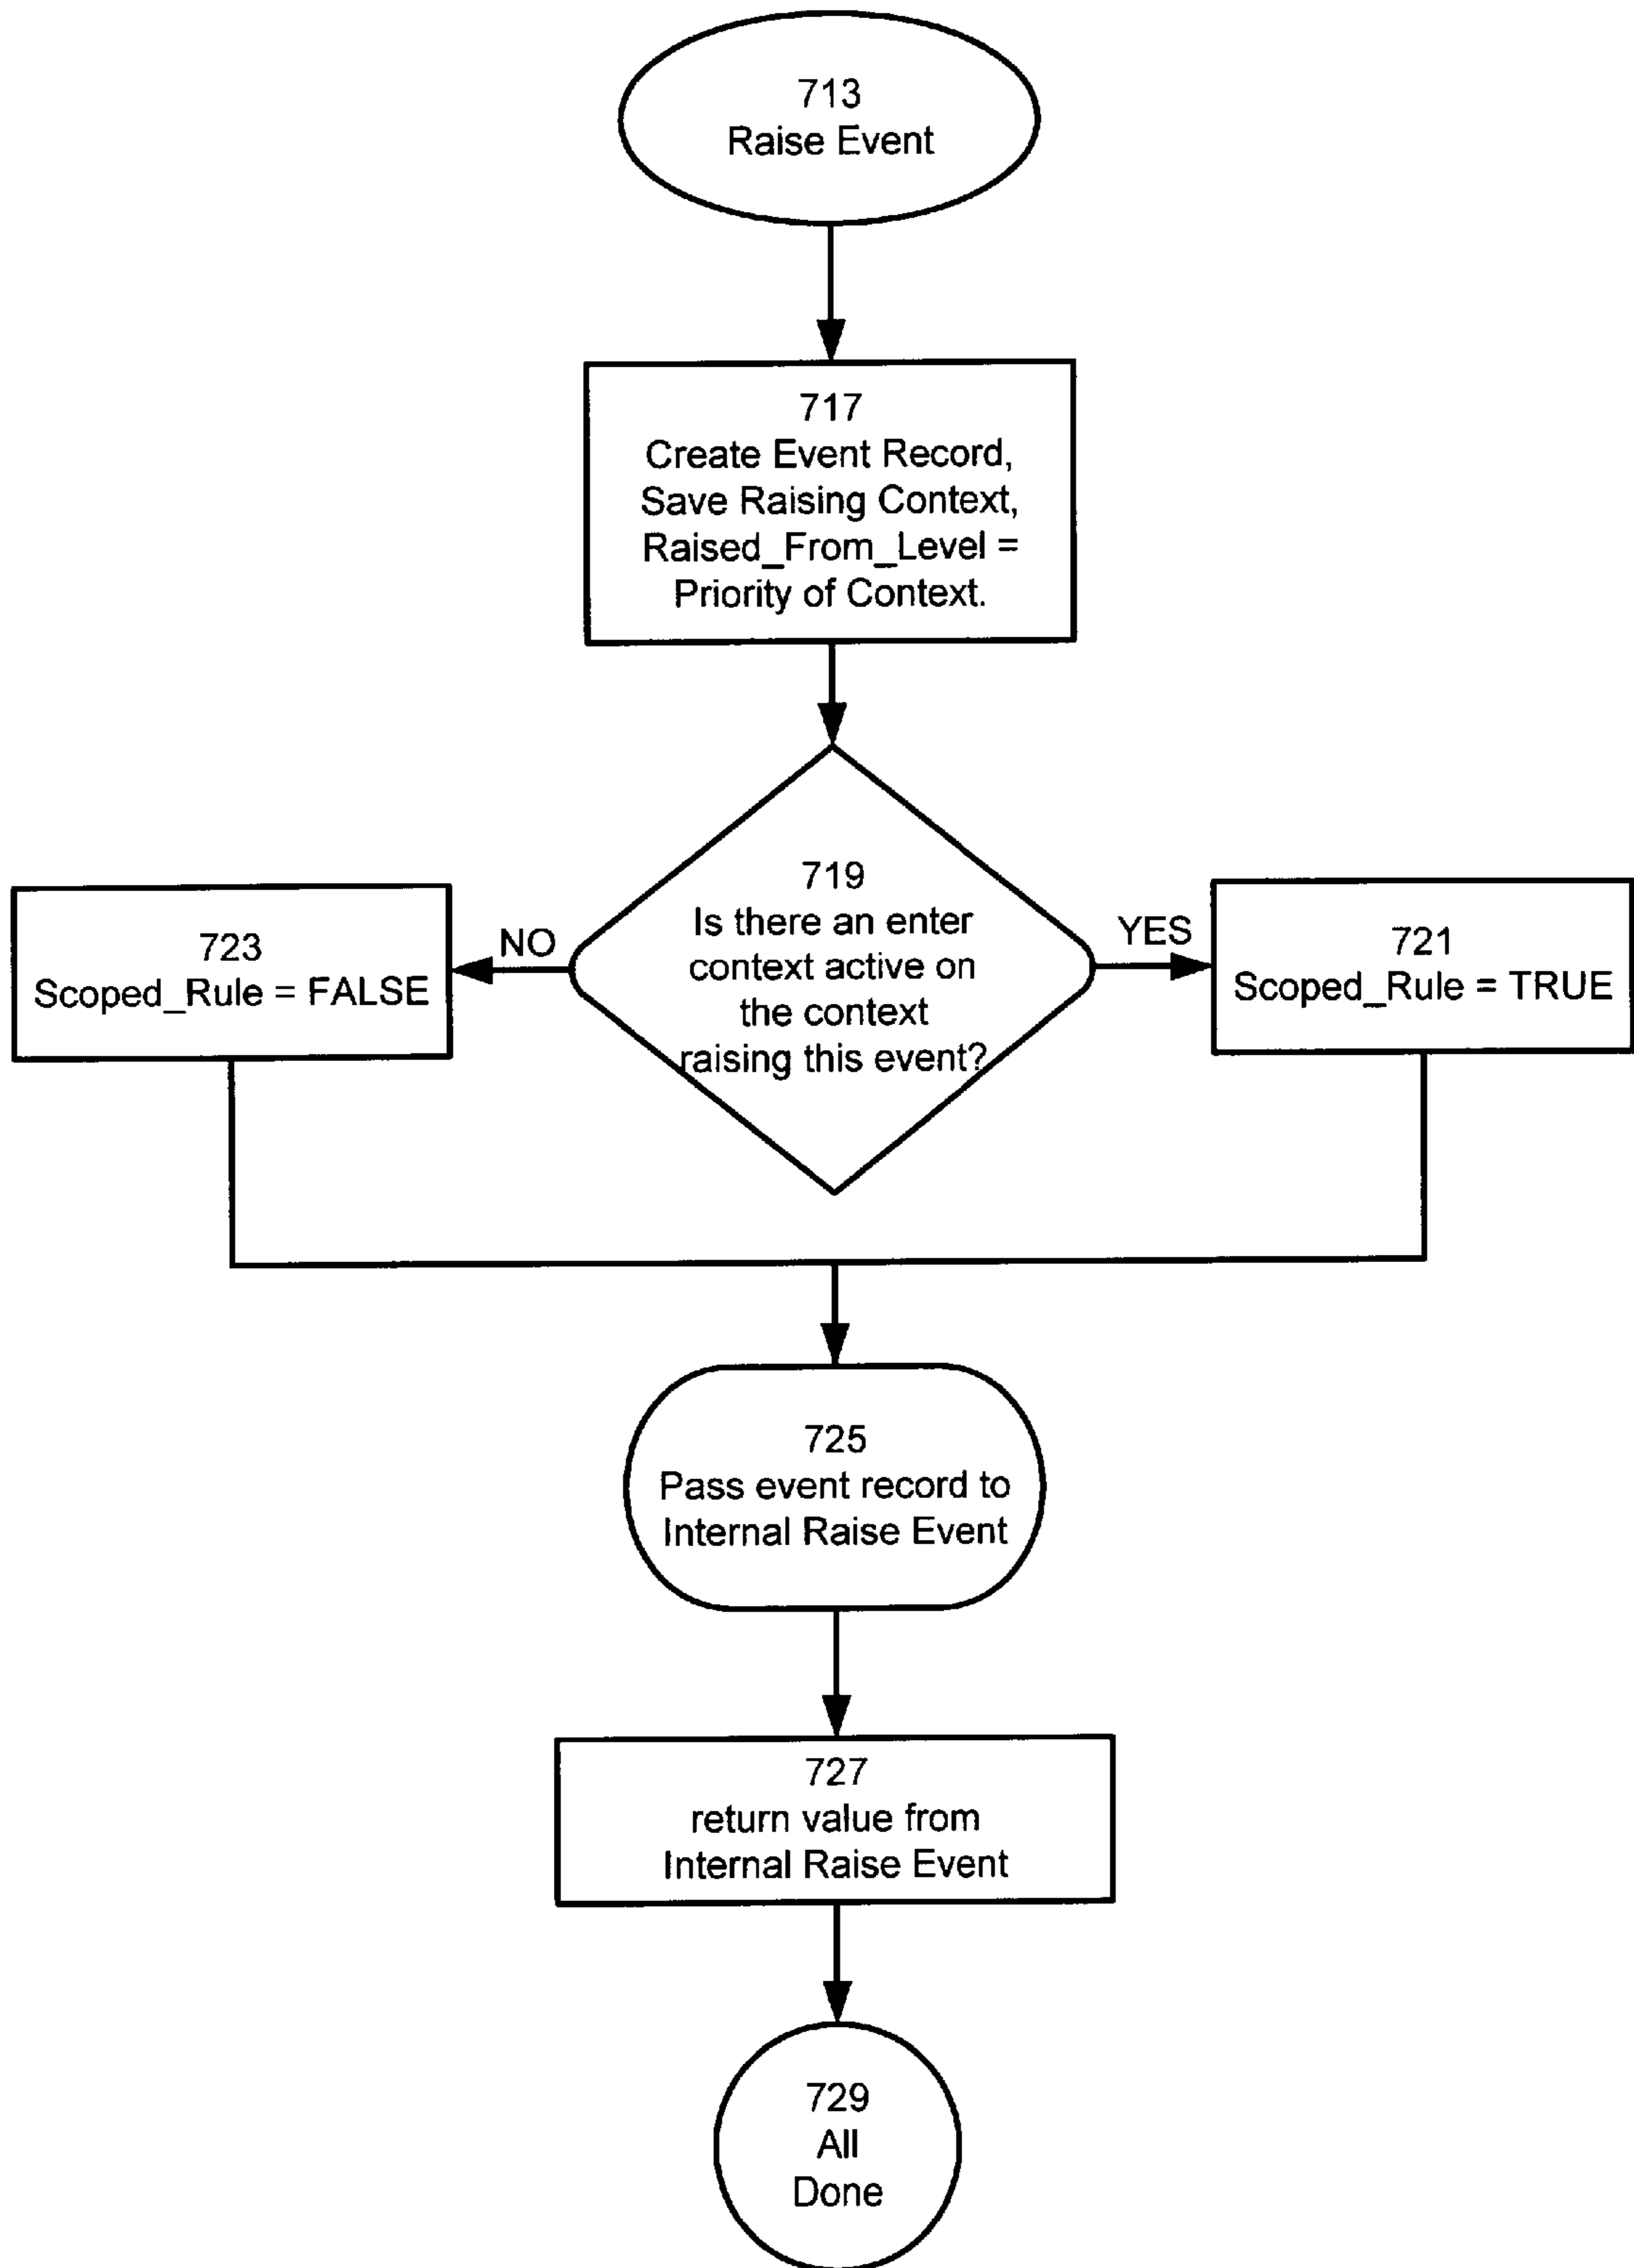 713
Raise Event
717
Create Event Record,
Save Raising Context,
Raised_From_Level =
Priority of Context.
719
Is there an enter
context active on
the context
raising this event?
NO
YES
723
Scoped_Rule = FALSE
721
Scoped_Rule = TRUE
725
Pass event record to
Internal Raise Event
727
return value from
Internal Raise Event
729
All
Done